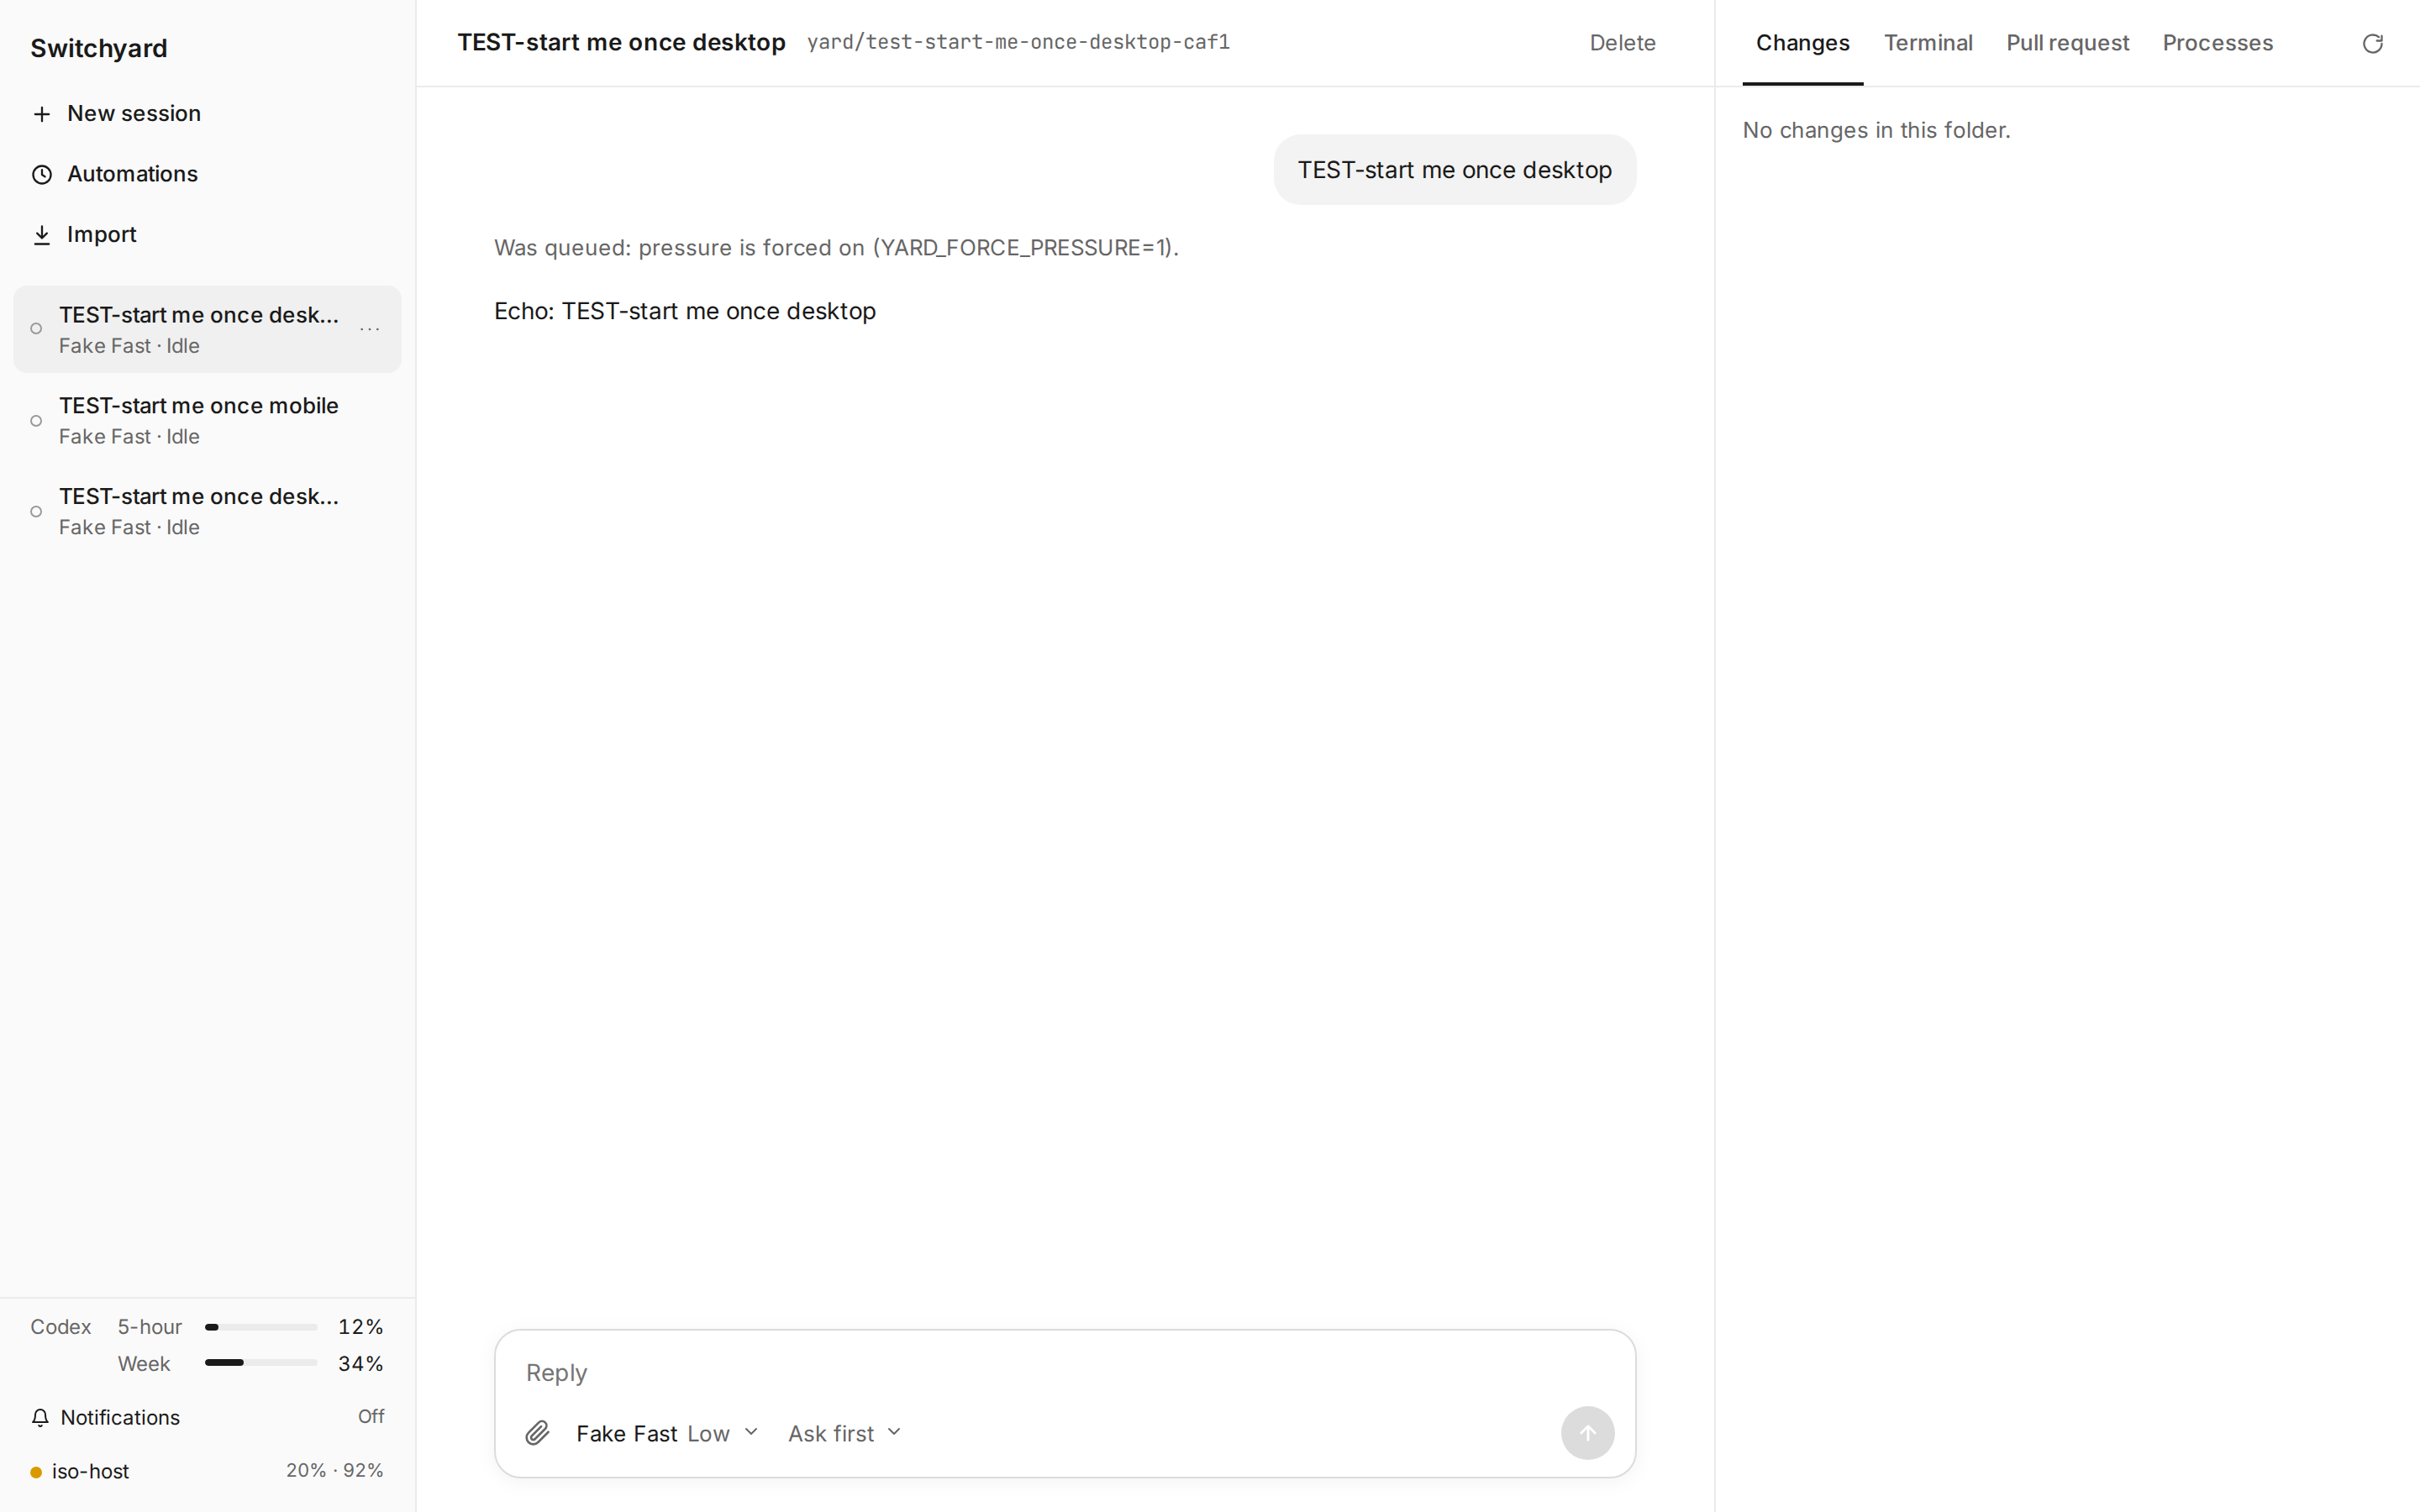 Switchyard
New session
Automations
Import
TEST-start me once desk...
Fake Fast · Idle
TEST-start me once mobile
Fake Fast · Idle
TEST-start me once desk...
Fake Fast · Idle
Codex 5-hour 12%
Week 34%
Notifications Off
iso-host 20% · 92%
TEST-start me once desktop yard/test-start-me-once-desktop-caf1 Delete
TEST-start me once desktop
Was queued: pressure is forced on (YARD_FORCE_PRESSURE=1).
Echo: TEST-start me once desktop
Reply
Fake Fast Low Ask first
Changes Terminal Pull request Processes
No changes in this folder.